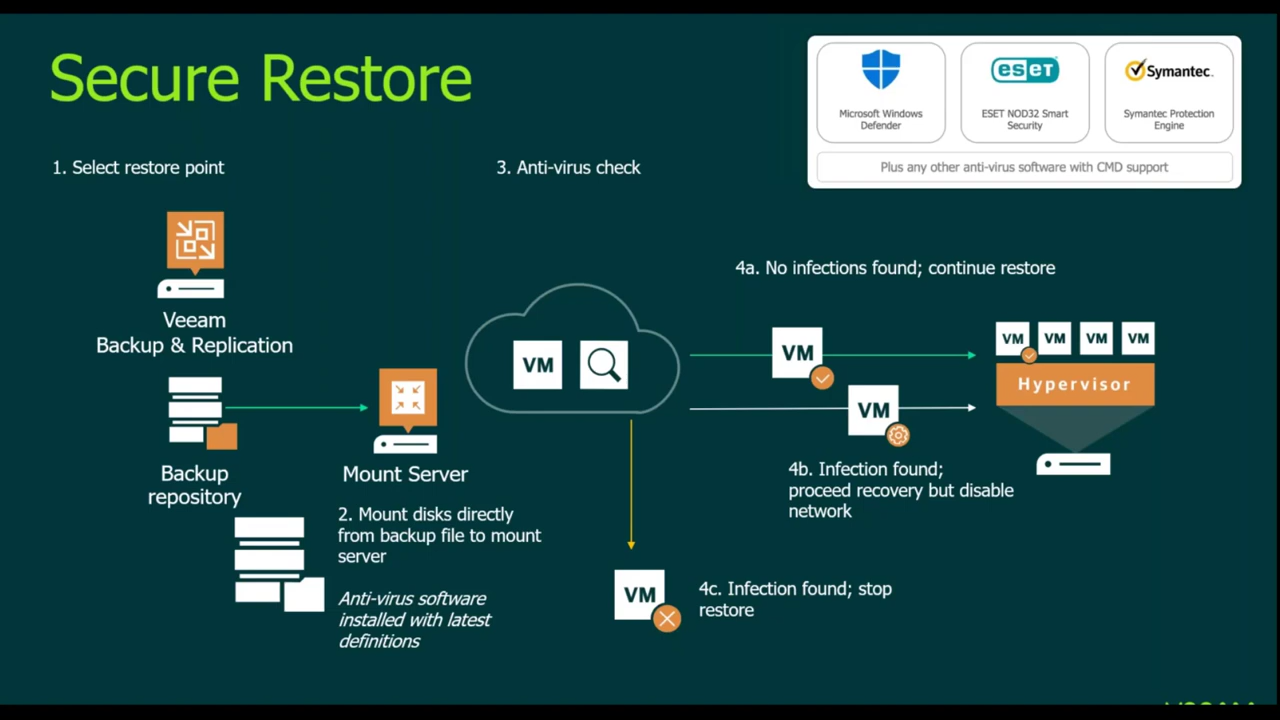 Secure Restore
Microsoft Windows
Defender
eseT
ESET NOD32 Smart
Security
Symantec.
Symantec Protection
Engine
Plus any other anti-virus software with CMD support
1. Select restore point
3. Anti-virus check
Veeam
Backup & Replication
Backup
repository
Mount Server
2. Mount disks directly
from backup file to mount
server
Anti-virus software
installed with latest
definitions
VM
4a. No infections found; continue restore
VM
VM
4b. Infection found;
proceed recovery but disable
network
VM VM VM VM
Hypervisor
VM
4c. Infection found; stop
restore